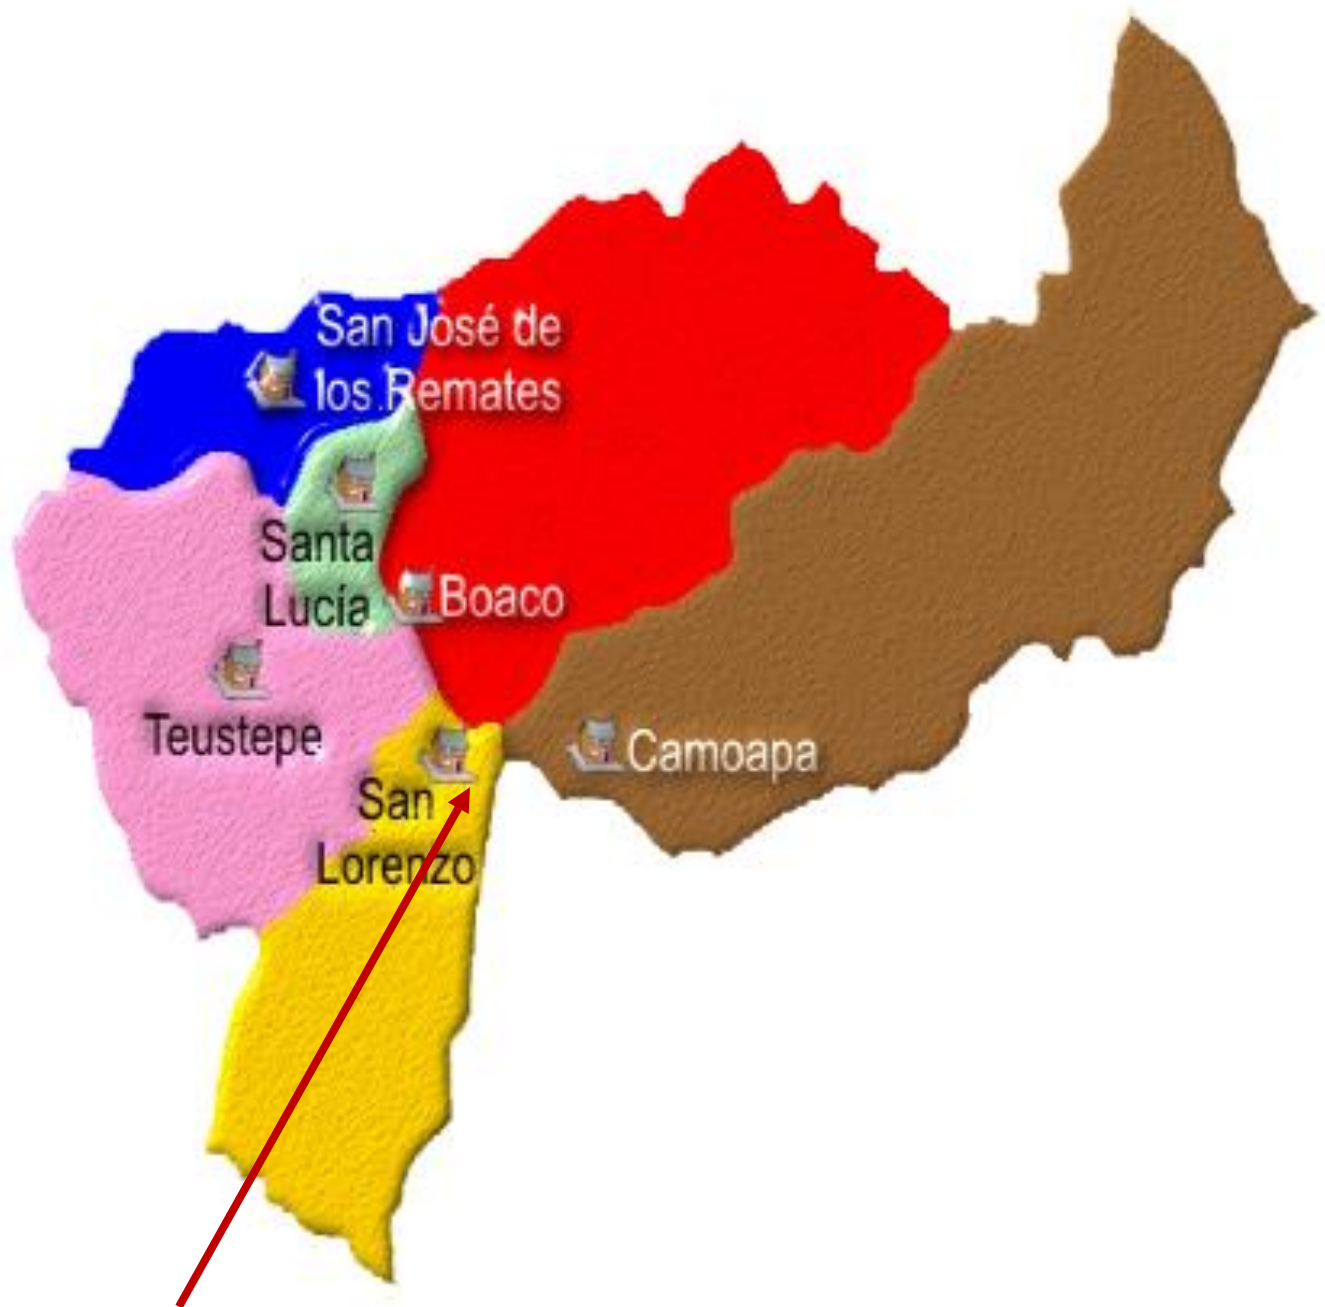 San José de
los Remates
Santa
Lucía
Boaco
Teustepe
Camoapa
San
Lorenzo